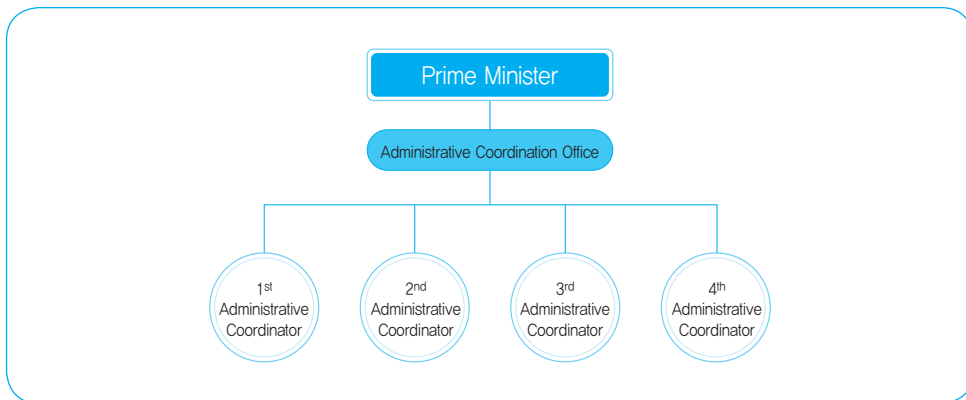 Prime Minister
Administrative Coordination Office
1st
Administrative
Coordinator
2nd
Administrative
Coordinator
3rd
Administrative
Coordinator
4th
Administrative
Coordinator